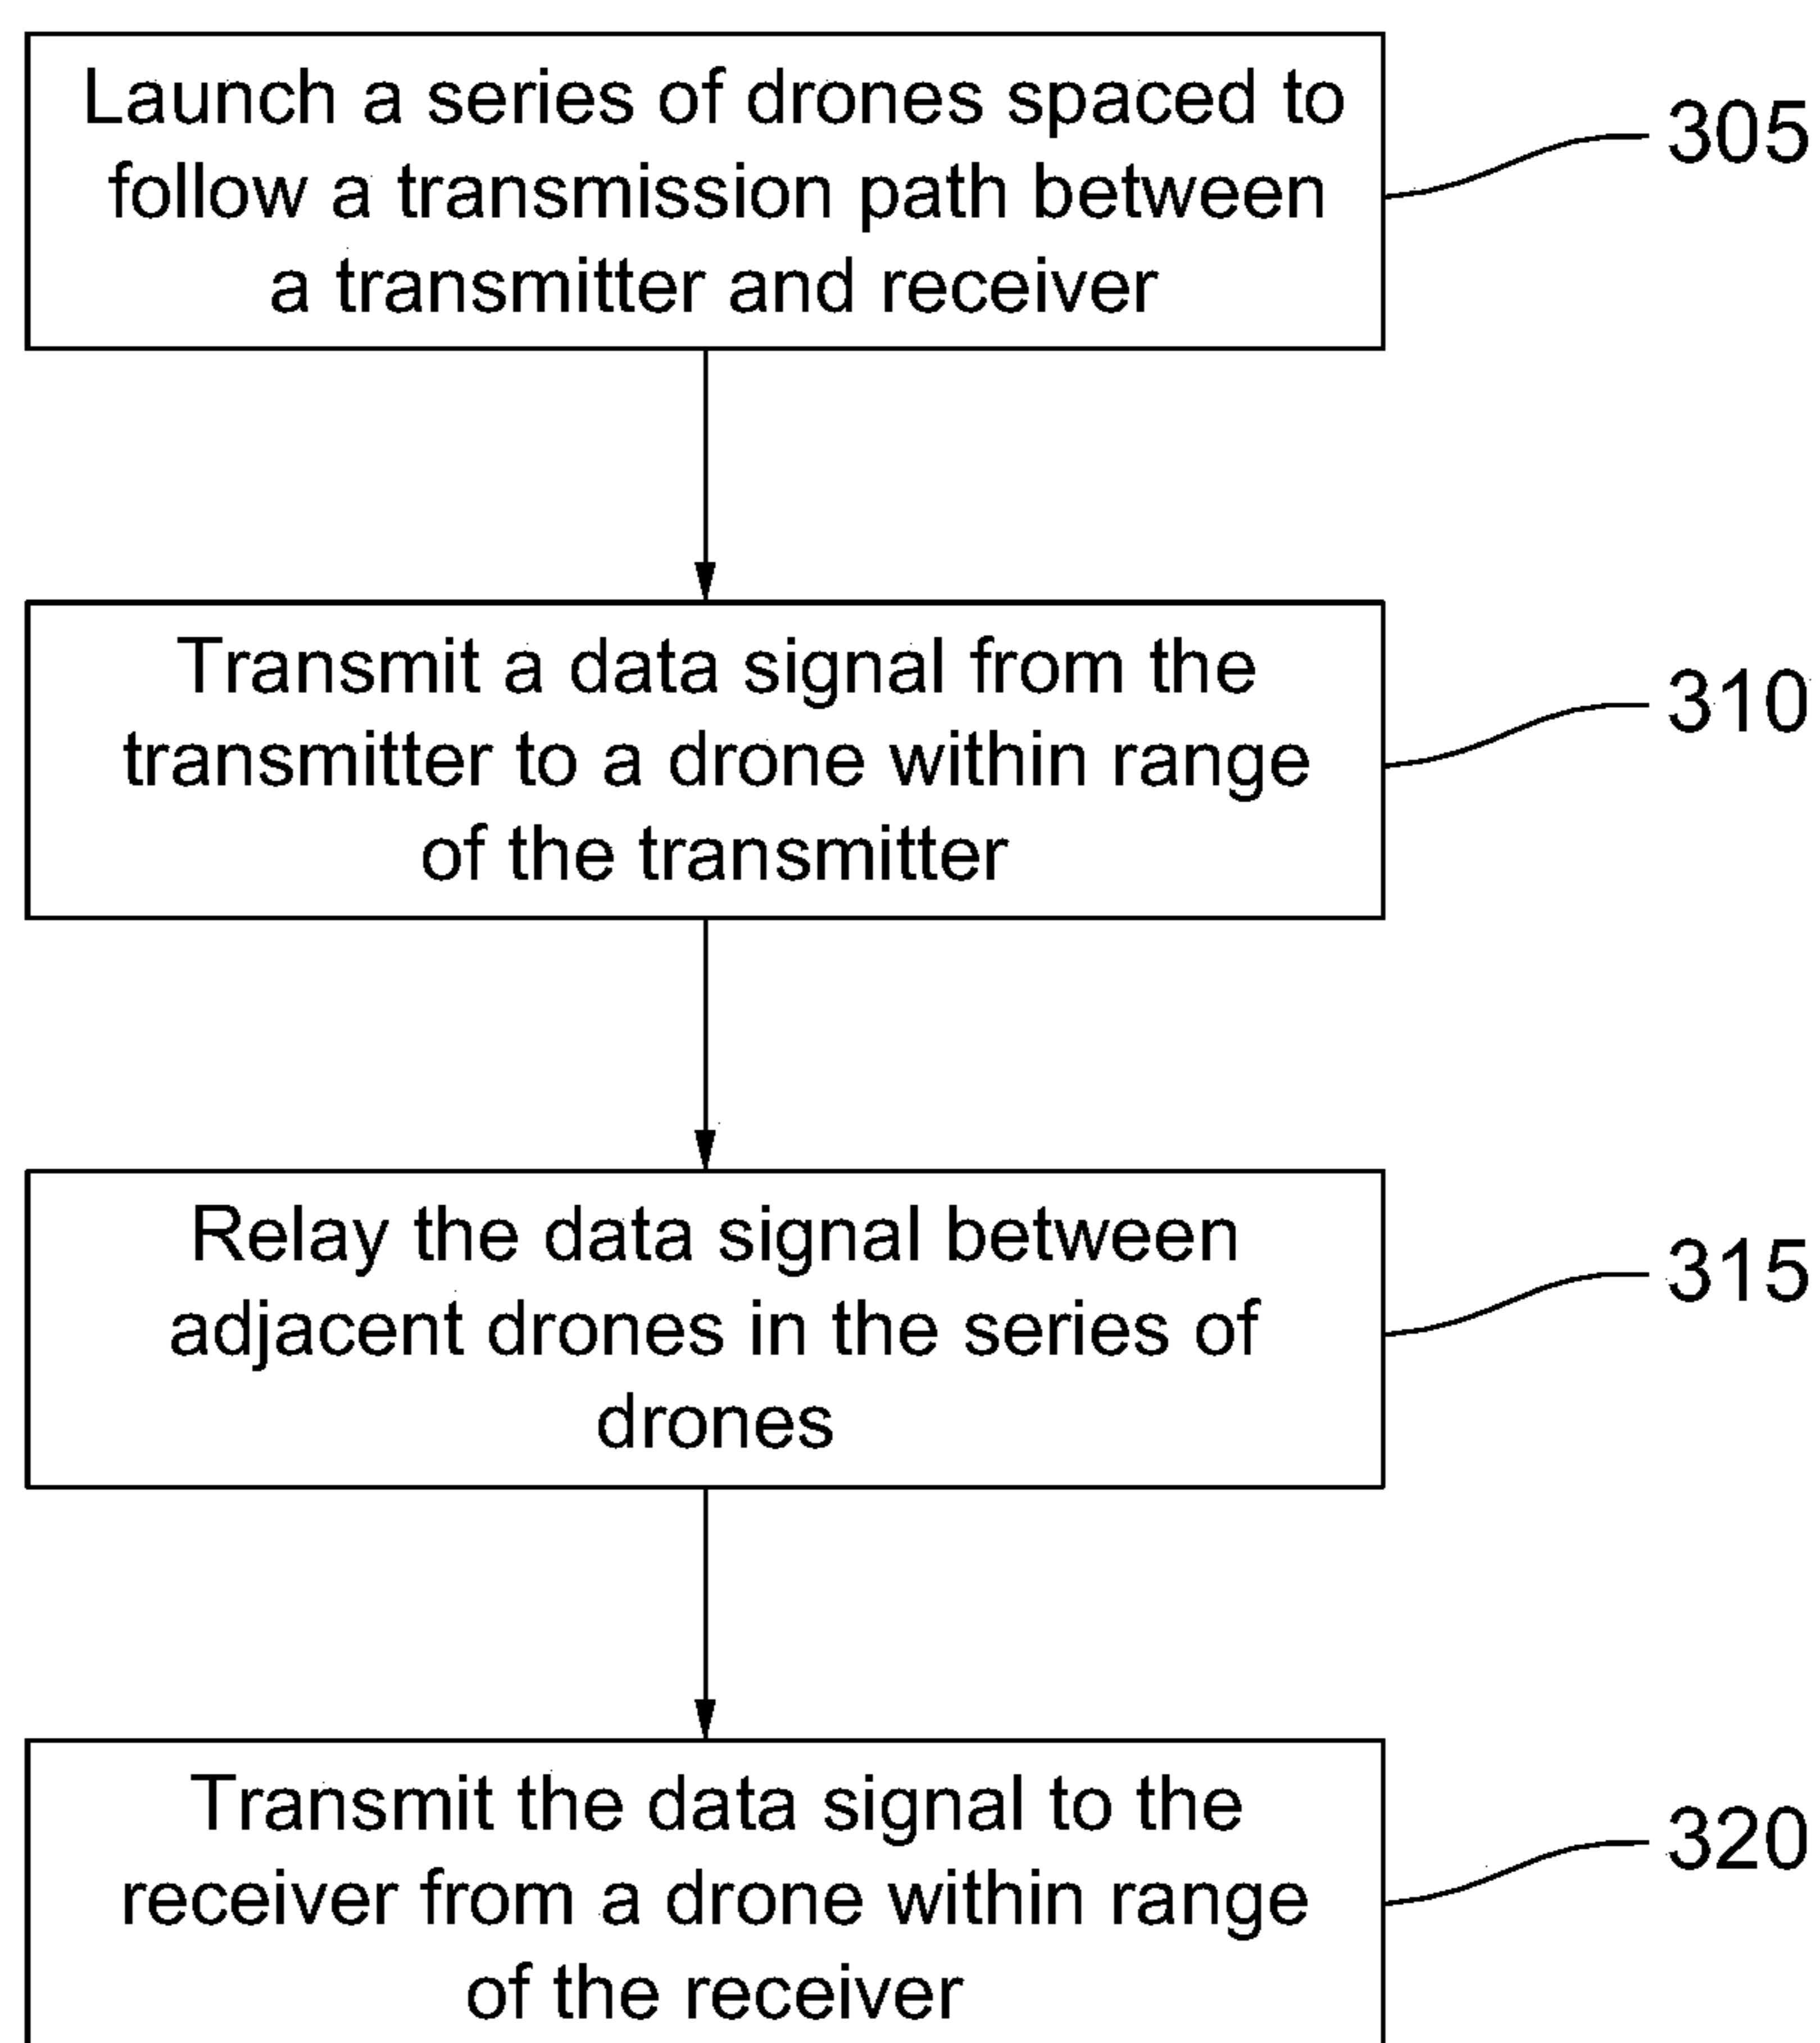 Launch a series of drones spaced to
follow a transmission path between
a transmitter and receiver
305
Transmit a data signal from the
transmitter to a drone within range
of the transmitter
310
Relay the data signal between
adjacent drones in the series of
drones
315
Transmit the data signal to the
receiver from a drone within range
of the receiver
320